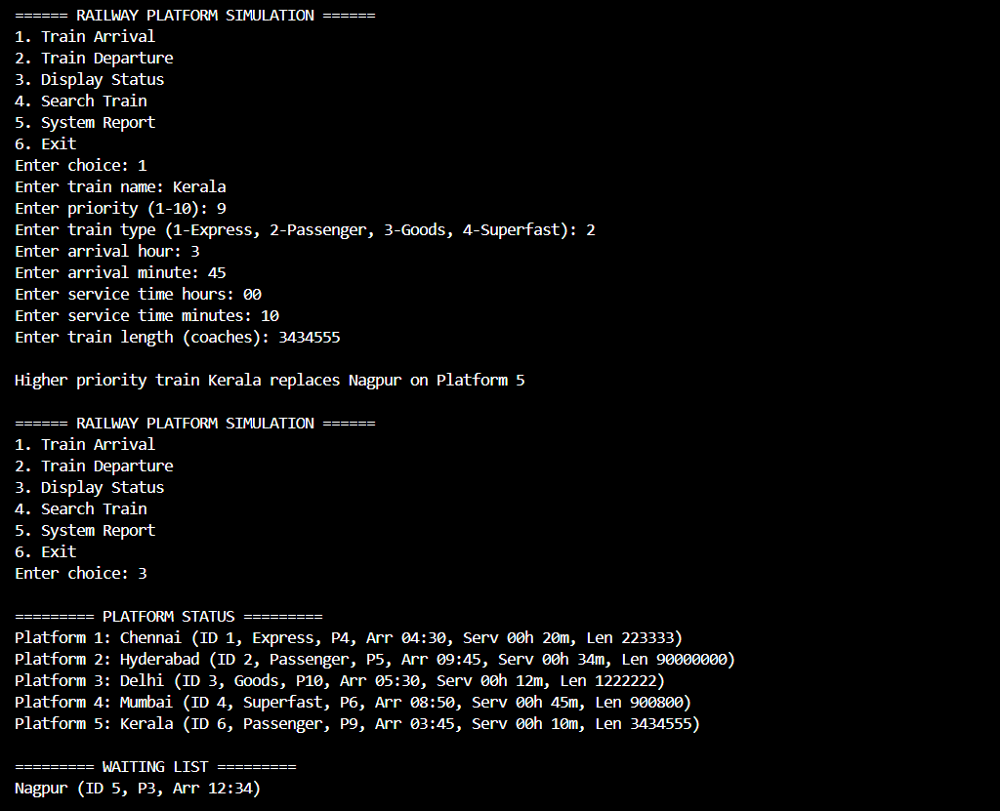 ====== RAILWAY PLATFORM SIMULATION ======
1. Train Arrival
2. Train Departure
3. Display Status
4. Search Train
5. System Report
6. Exit
Enter choice: 1
Enter train name: Kerala
Enter priority (1-10): 9
Enter train type (1-Express, 2-Passenger, 3-Goods, 4-Superfast): 2
Enter arrival hour: 3
Enter arrival minute: 45
Enter service time hours: 00
Enter service time minutes: 10
Enter train length (coaches): 3434555
Higher priority train Kerala replaces Nagpur on Platform 5
====== RAILWAY PLATFORM SIMULATION ======
1. Train Arrival
2. Train Departure
3. Display Status
4. Search Train
5. System Report
6. Exit
Enter choice: 3
========= PLATFORM STATUS =========
Platform 1: Chennai (ID 1, Express, P4, Arr 04:30, Serv 00h 20m, Len 223333)
Platform 2: Hyderabad (ID 2, Passenger, P5, Arr 09:45, Serv 00h 34m, Len 90000000)
Platform 3: Delhi (ID 3, Goods, P10, Arr 05:30, Serv 00h 12m, Len 1222222)
Platform 4: Mumbai (ID 4, Superfast, P6, Arr 08:50, Serv 00h 45m, Len 900800)
Platform 5: Kerala (ID 6, Passenger, P9, Arr 03:45, Serv 00h 10m, Len 3434555)
========= WAITING LIST =========
Nagpur (ID 5, P3, Arr 12:34)